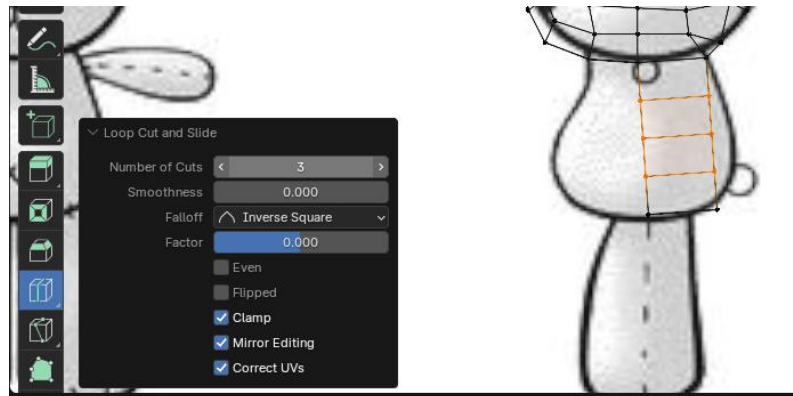 Loop Cut and Slide
Number of Cuts 3
Smoothness 0.000
Falloff Inverse Square
Factor 0.000
Even
Flipped
Clamp
Mirror Editing
Correct UVs